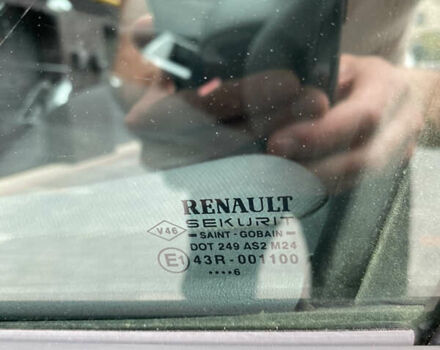 RENAULT
SEKURIT
V46
SAINT - GOBAIN
DOT 249 AS2 M24
E1 43R-001100
••••6